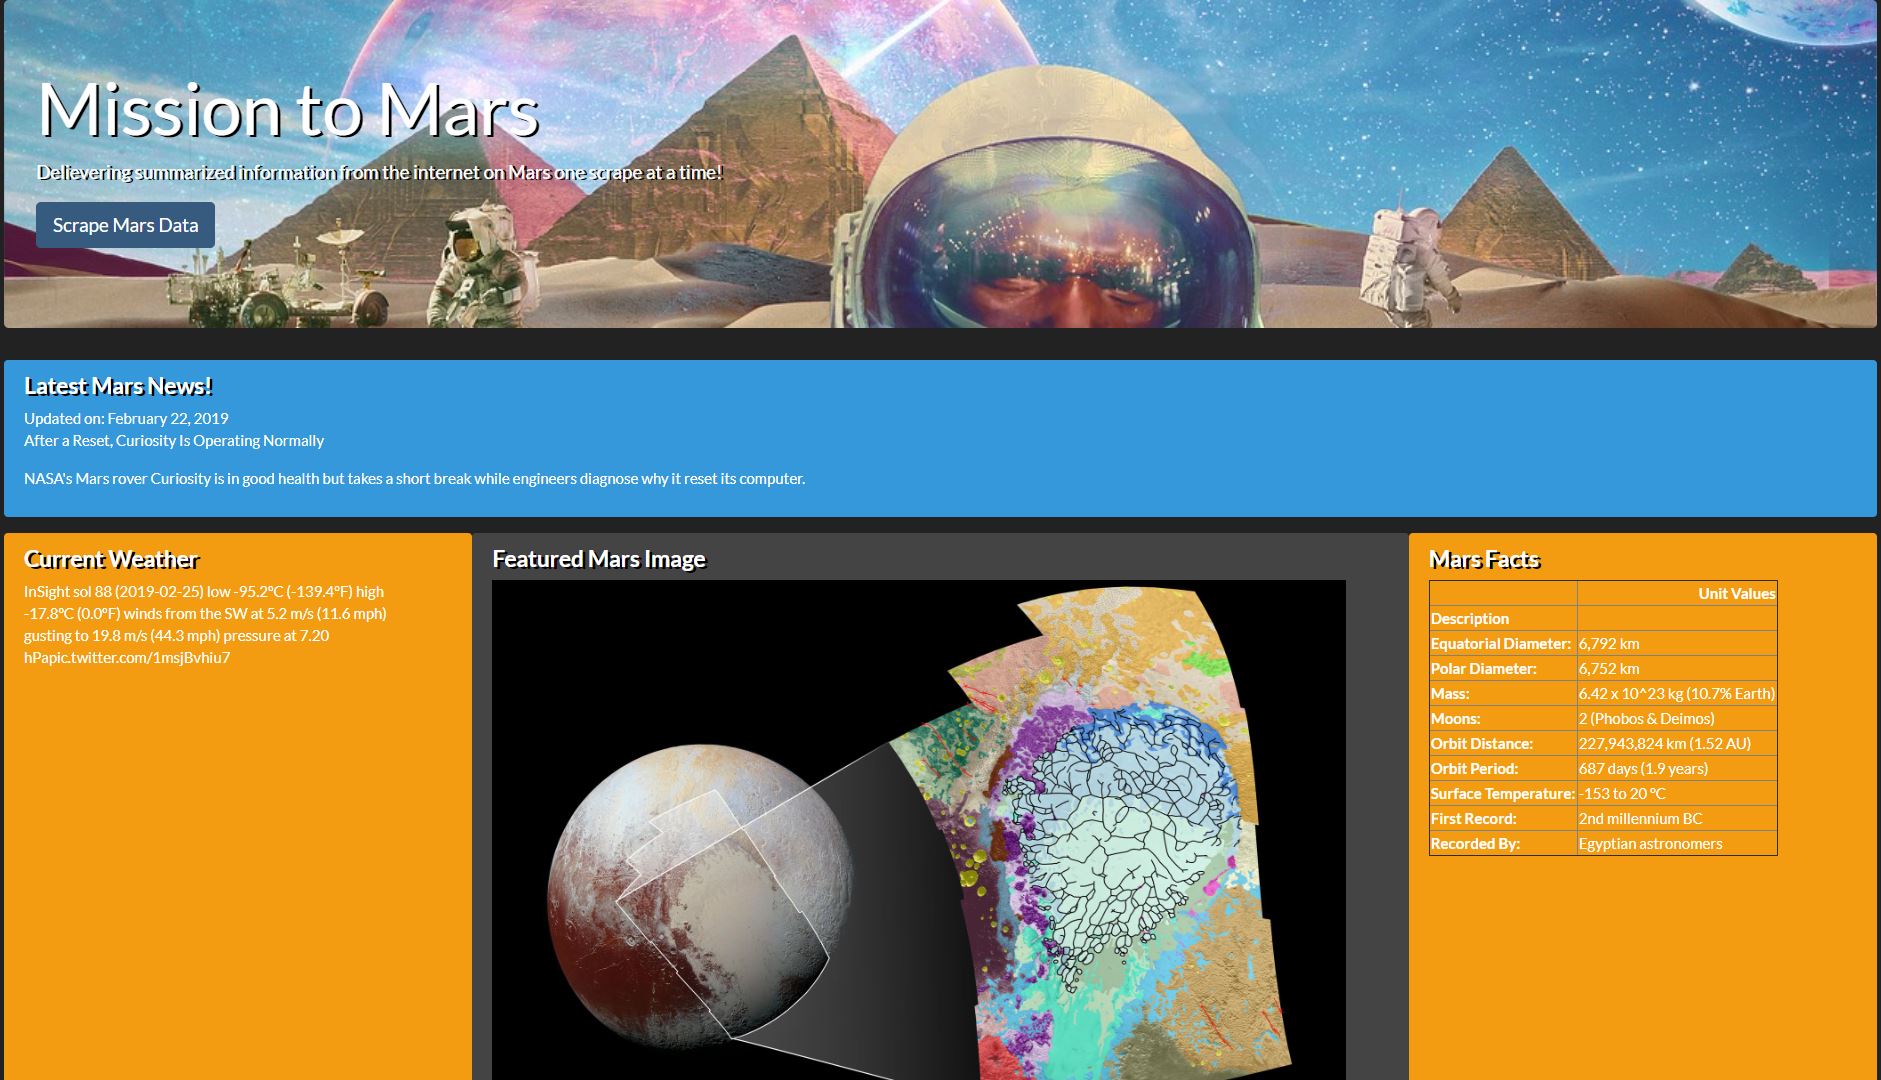 Mission to Mars
Delievering summarized information from the internet on Mars one scrape at a time!
Scrape Mars Data
Latest Mars News!
Updated on: February 22, 2019
After a Reset, Curiosity Is Operating Normally
NASA's Mars rover Curiosity is in good health but takes a short break while engineers diagnose why it reset its computer.
Current Weather
InSight sol 88 (2019-02-25) low -95.2ºC (-139.4ºF) high
-17.8ºC (0.0ºF) winds from the SW at 5.2 m/s (11.6 mph)
gusting to 19.8 m/s (44.3 mph) pressure at 7.20
hPapic.twitter.com/1msjBvhiu7
Featured Mars Image
Mars Facts
Unit Values
Description
Equatorial Diameter: 6,792 km
Polar Diameter: 6,752 km
Mass: 6.42 x 10^23 kg (10.7% Earth)
Moons: 2 (Phobos & Deimos)
Orbit Distance: 227,943,824 km (1.52 AU)
Orbit Period: 687 days (1.9 years)
Surface Temperature: -153 to 20 °C
First Record: 2nd millennium BC
Recorded By: Egyptian astronomers